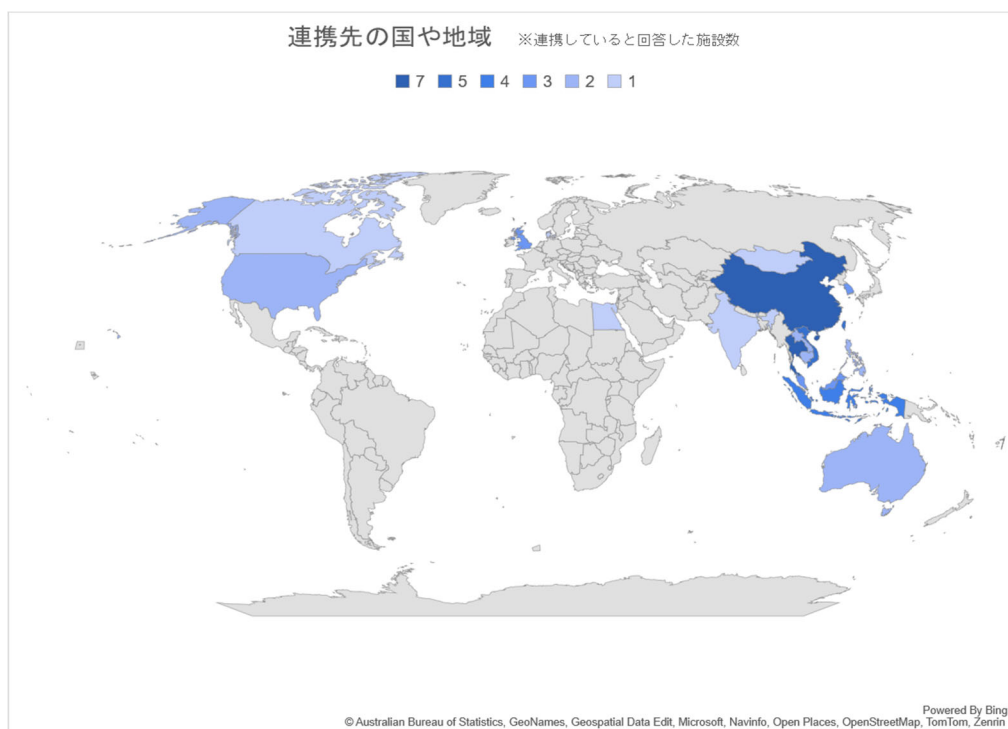 連携先の国や地域 ※連携していると回答した施設数
7 5 4 3 2 1
Powered By Bing
© Australian Bureau of Statistics, GeoNames, Geospatial Data Edit, Microsoft, Navinfo, Open Places, OpenStreetMap, TomTom, Zenrin